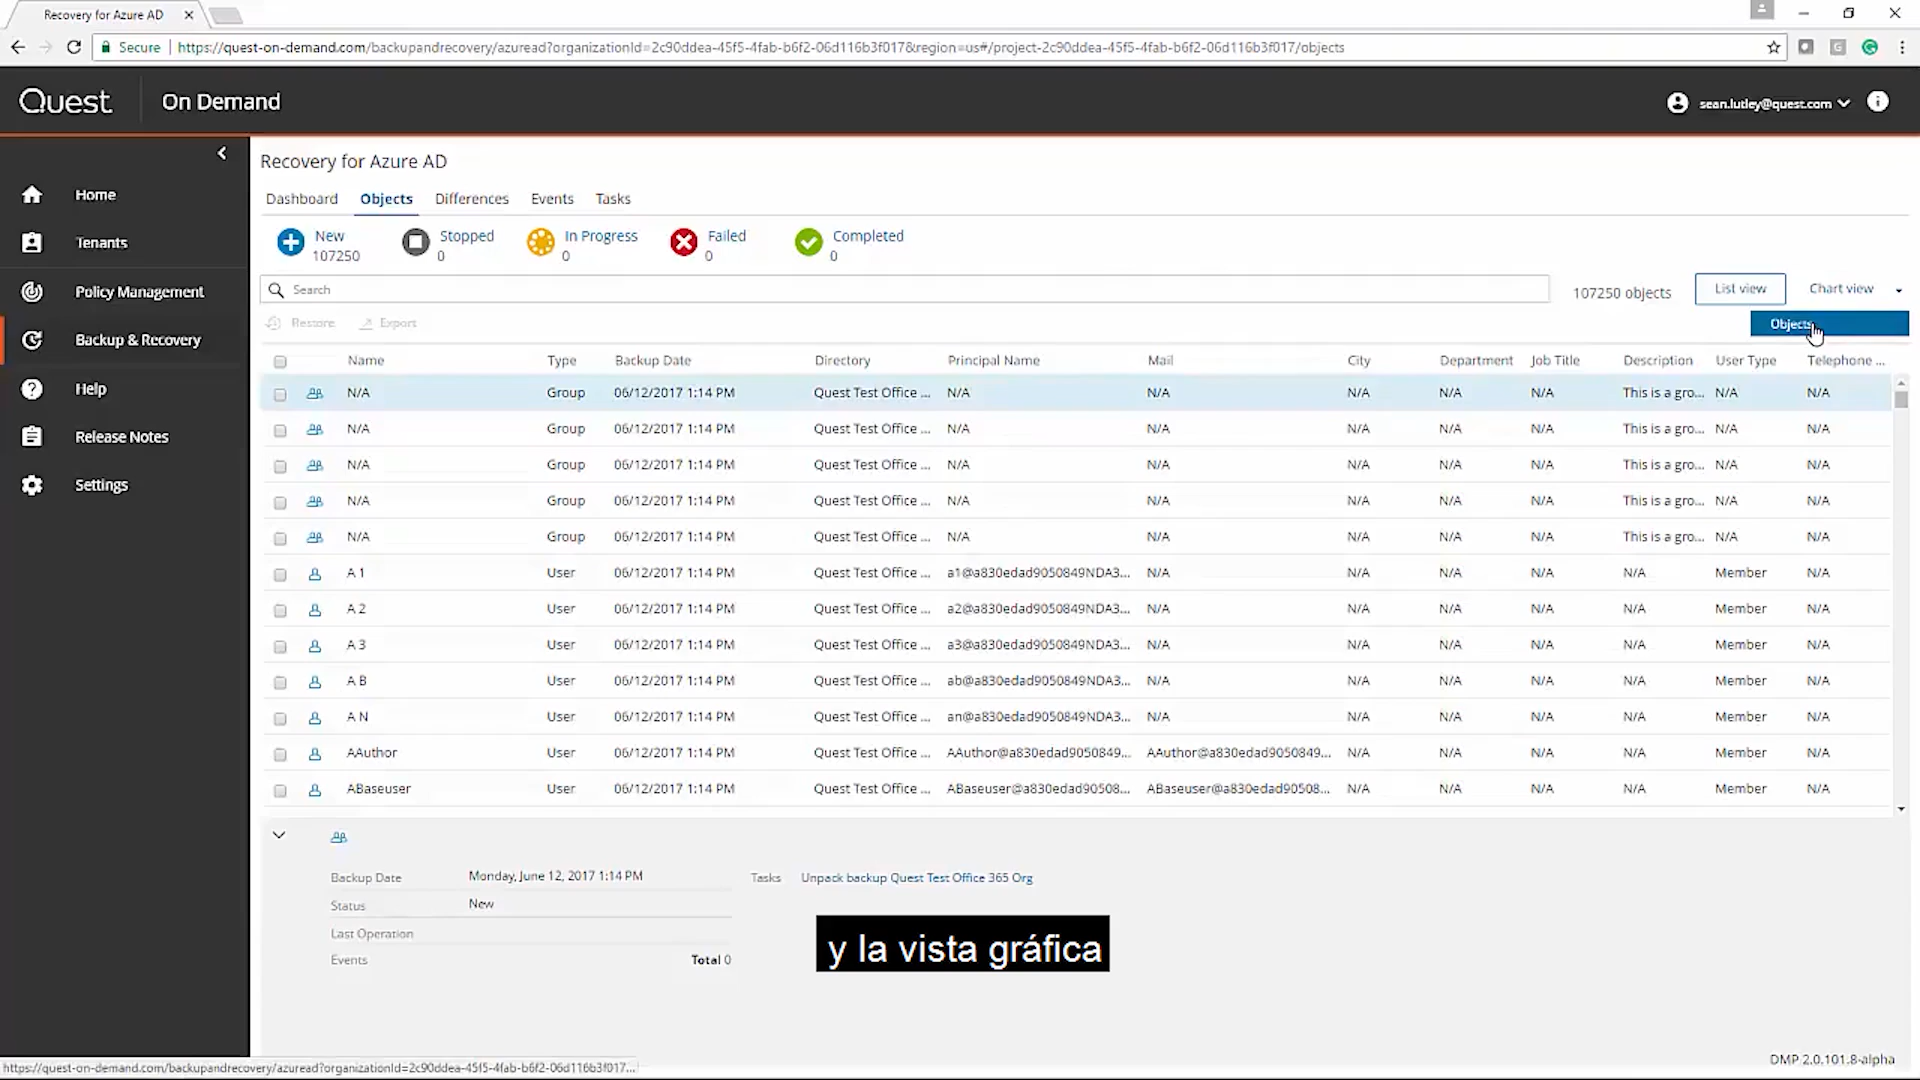 Recovery for Azure AD
Secure https://quest-on-demand.com/backupandrecovery/azuread?organizationId=2c90ddea-45f5-4fab-b6f2-06d116b3f017&region=us#/project-2c90ddea-45f5-4fab-b6f2-06d116b3f017/objects
Quest On Demand sean.lutley@quest.com
Home
Tenants
Policy Management
Backup & Recovery
Help
Release Notes
Settings
Recovery for Azure AD
Dashboard Objects Differences Events Tasks
New Stopped In Progress Failed Completed
107250 0 0 0 0
Search 107250 objects List view Chart view
Restore Export Objects
Name Type Backup Date Directory Principal Name Mail City Department Job Title Description User Type Telephone ...
N/A Group 06/12/2017 1:14 PM Quest Test Office ... N/A N/A N/A N/A N/A This is a gro... N/A N/A
N/A Group 06/12/2017 1:14 PM Quest Test Office ... N/A N/A N/A N/A N/A This is a gro... N/A N/A
N/A Group 06/12/2017 1:14 PM Quest Test Office ... N/A N/A N/A N/A N/A This is a gro... N/A N/A
N/A Group 06/12/2017 1:14 PM Quest Test Office ... N/A N/A N/A N/A N/A This is a gro... N/A N/A
N/A Group 06/12/2017 1:14 PM Quest Test Office ... N/A N/A N/A N/A N/A This is a gro... N/A N/A
A 1 User 06/12/2017 1:14 PM Quest Test Office ... a1@a830edad9050849NDA3... N/A N/A N/A N/A N/A Member N/A
A 2 User 06/12/2017 1:14 PM Quest Test Office ... a2@a830edad9050849NDA3... N/A N/A N/A N/A N/A Member N/A
A 3 User 06/12/2017 1:14 PM Quest Test Office ... a3@a830edad9050849NDA3... N/A N/A N/A N/A N/A Member N/A
A B User 06/12/2017 1:14 PM Quest Test Office ... ab@a830edad9050849NDA3... N/A N/A N/A N/A N/A Member N/A
A N User 06/12/2017 1:14 PM Quest Test Office ... an@a830edad9050849NDA3... N/A N/A N/A N/A N/A Member N/A
AAuthor User 06/12/2017 1:14 PM Quest Test Office ... AAuthor@a830edad9050849... AAuthor@a830edad9050849... N/A N/A N/A N/A Member N/A
ABaseuser User 06/12/2017 1:14 PM Quest Test Office ... ABaseuser@a830edad90508... ABaseuser@a830edad90508... N/A N/A N/A N/A Member N/A
Backup Date Monday, June 12, 2017 1:14 PM Tasks Unpack backup Quest Test Office 365 Org
Status New
Last Operation
Events Total 0
y la vista gráfica
DMP 2.0.101.8-alpha
https://quest-on-demand.com/backupandrecovery/azuread?organizationId=2c90ddea-45f5-4fab-b6f2-06d116b3f017...